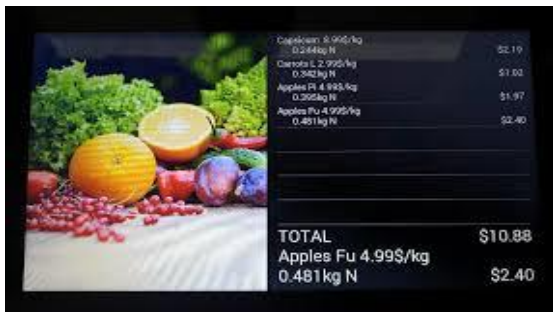 Capsicum 8.99$/kg
0.244kg N $2.19
Carrots L 2.99$/kg
0.342kg N $1.02
Apples Pi 4.99$/kg
0.395kg N $1.97
Apples Fu 4.99$/kg
0.481kg N $2.40
TOTAL $10.88
Apples Fu 4.99$/kg
0.481kg N $2.40